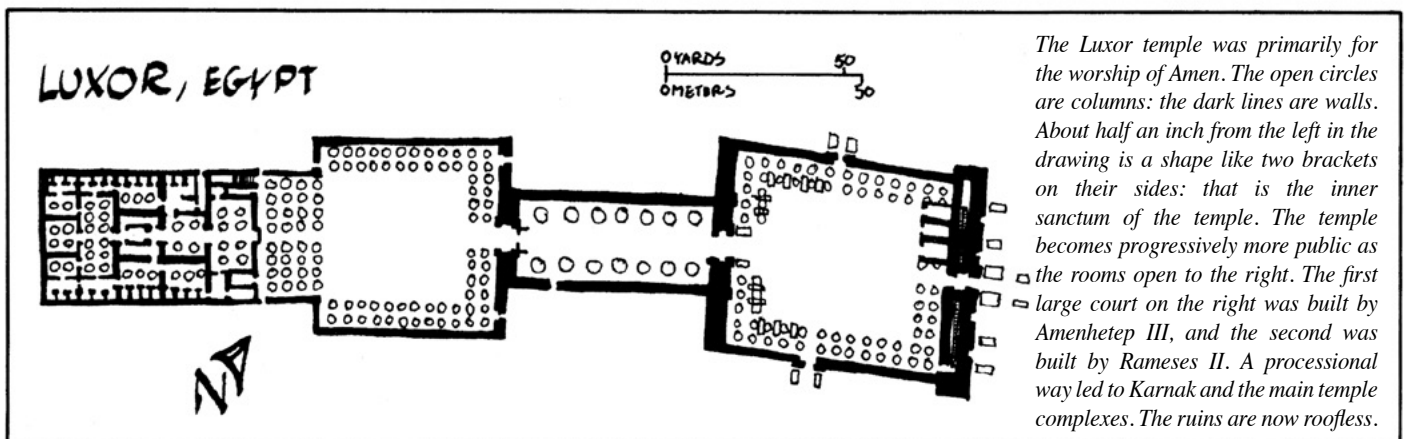 LUXOR, EGYPT
0 YARDS 50
0 METERS 50
N
The Luxor temple was primarily for
the worship of Amen. The open circles
are columns: the dark lines are walls.
About half an inch from the left in the
drawing is a shape like two brackets
on their sides: that is the inner
sanctum of the temple. The temple
becomes progressively more public as
the rooms open to the right. The first
large court on the right was built by
Amenhetep III, and the second was
built by Rameses II. A processional
way led to Karnak and the main temple
complexes. The ruins are now roofless.